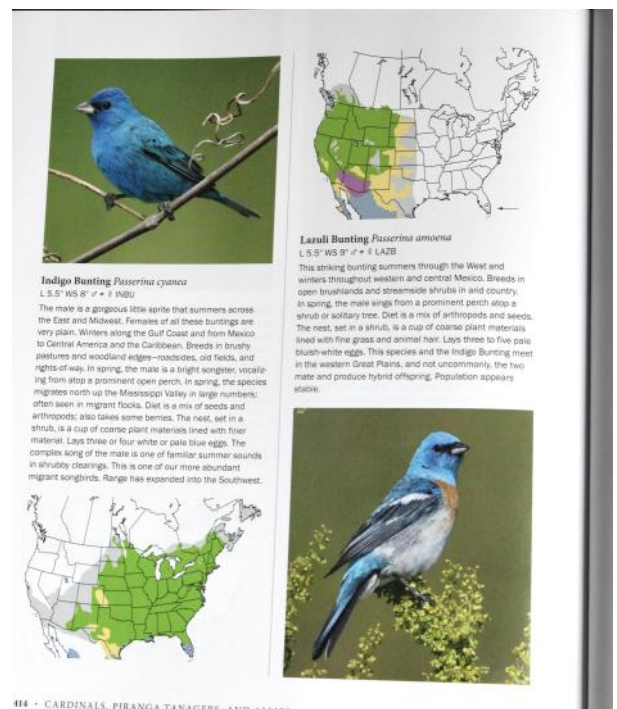 Indigo Bunting Passerina cyanea
L 5.5" WS 8" ♂ ≠ ♀ INBU
The male is a gorgeous little sprite that summers across
the East and Midwest. Females of all these buntings are
very plain. Winters along the Gulf Coast and from Mexico
to Central America and the Caribbean. Breeds in brushy
pastures and woodland edges—roadsides, old fields, and
rights-of-way. In spring, the male is a bright songster, vocaliz-
ing from atop a prominent open perch. In spring, the species
migrates north up the Mississippi Valley in large numbers;
often seen in migrant flocks. Diet is a mix of seeds and
arthropods; also takes some berries. The nest, set in a
shrub, is a cup of coarse plant materials lined with finer
material. Lays three or four white or pale blue eggs. The
complex song of the male is one of familiar summer sounds
in shrubby clearings. This is one of our more abundant
migrant songbirds. Range has expanded into the Southwest.
Lazuli Bunting Passerina amoena
L 5.5" WS 9" ♂ ≠ ♀ LAZB
This striking bunting summers through the West and
winters throughout western and central Mexico. Breeds in
open brushlands and streamside shrubs in arid country.
In spring, the male sings from a prominent perch atop a
shrub or solitary tree. Diet is a mix of arthropods and seeds.
The nest, set in a shrub, is a cup of coarse plant materials
lined with fine grass and animal hair. Lays three to five pale
bluish-white eggs. This species and the Indigo Bunting meet
in the western Great Plains, and not uncommonly, the two
mate and produce hybrid offspring. Population appears
stable.
414 • CARDINALS, PIRANGA TANAGERS, AND ALLIES